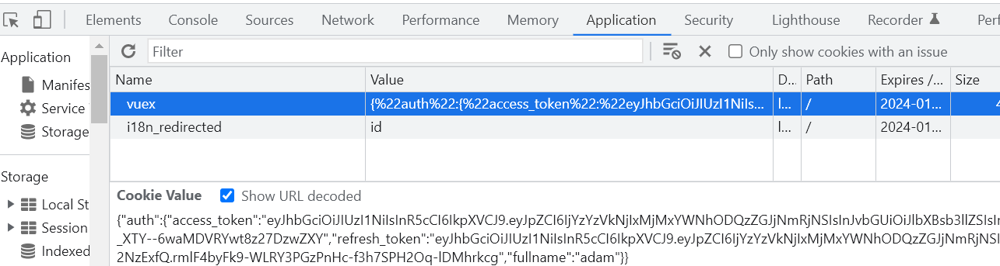 Elements Console Sources Network Performance Memory Application Security Lighthouse Recorder Perf
Application
Filter
Only show cookies with an issue
Manifes
Service
Storage
Name Value D... Path Expires /... Size
vuex {%22auth%22:{%22access_token%22:%22eyJhbGciOiJIUzI1NiIs... l... / 2024-01... 4
i18n_redirected id l... / 2024-01...
Storage
Local St
Session
Indexed
Cookie Value Show URL decoded
{"auth":{"access_token":"eyJhbGciOiJIUzI1NiIsInR5cCI6IkpXVCJ9.eyJpZCI6IjYzYzVkNjIxMjMxYWNhODQzZGJjNmRjNSIsInJvbGUiOiJlbXBsb3llZSIsIn
_XTY--6waMDVRYwt8z27DzwZXY","refresh_token":"eyJhbGciOiJIUzI1NiIsInR5cCI6IkpXVCJ9.eyJpZCI6IjYzYzVkNjIxMjMxYWNhODQzZGJjNmRjNSI
2NzExfQ.rmlF4byFk9-WLRY3PGzPnHc-f3h7SPH2Oq-lDMhrkcg","fullname":"adam"}}